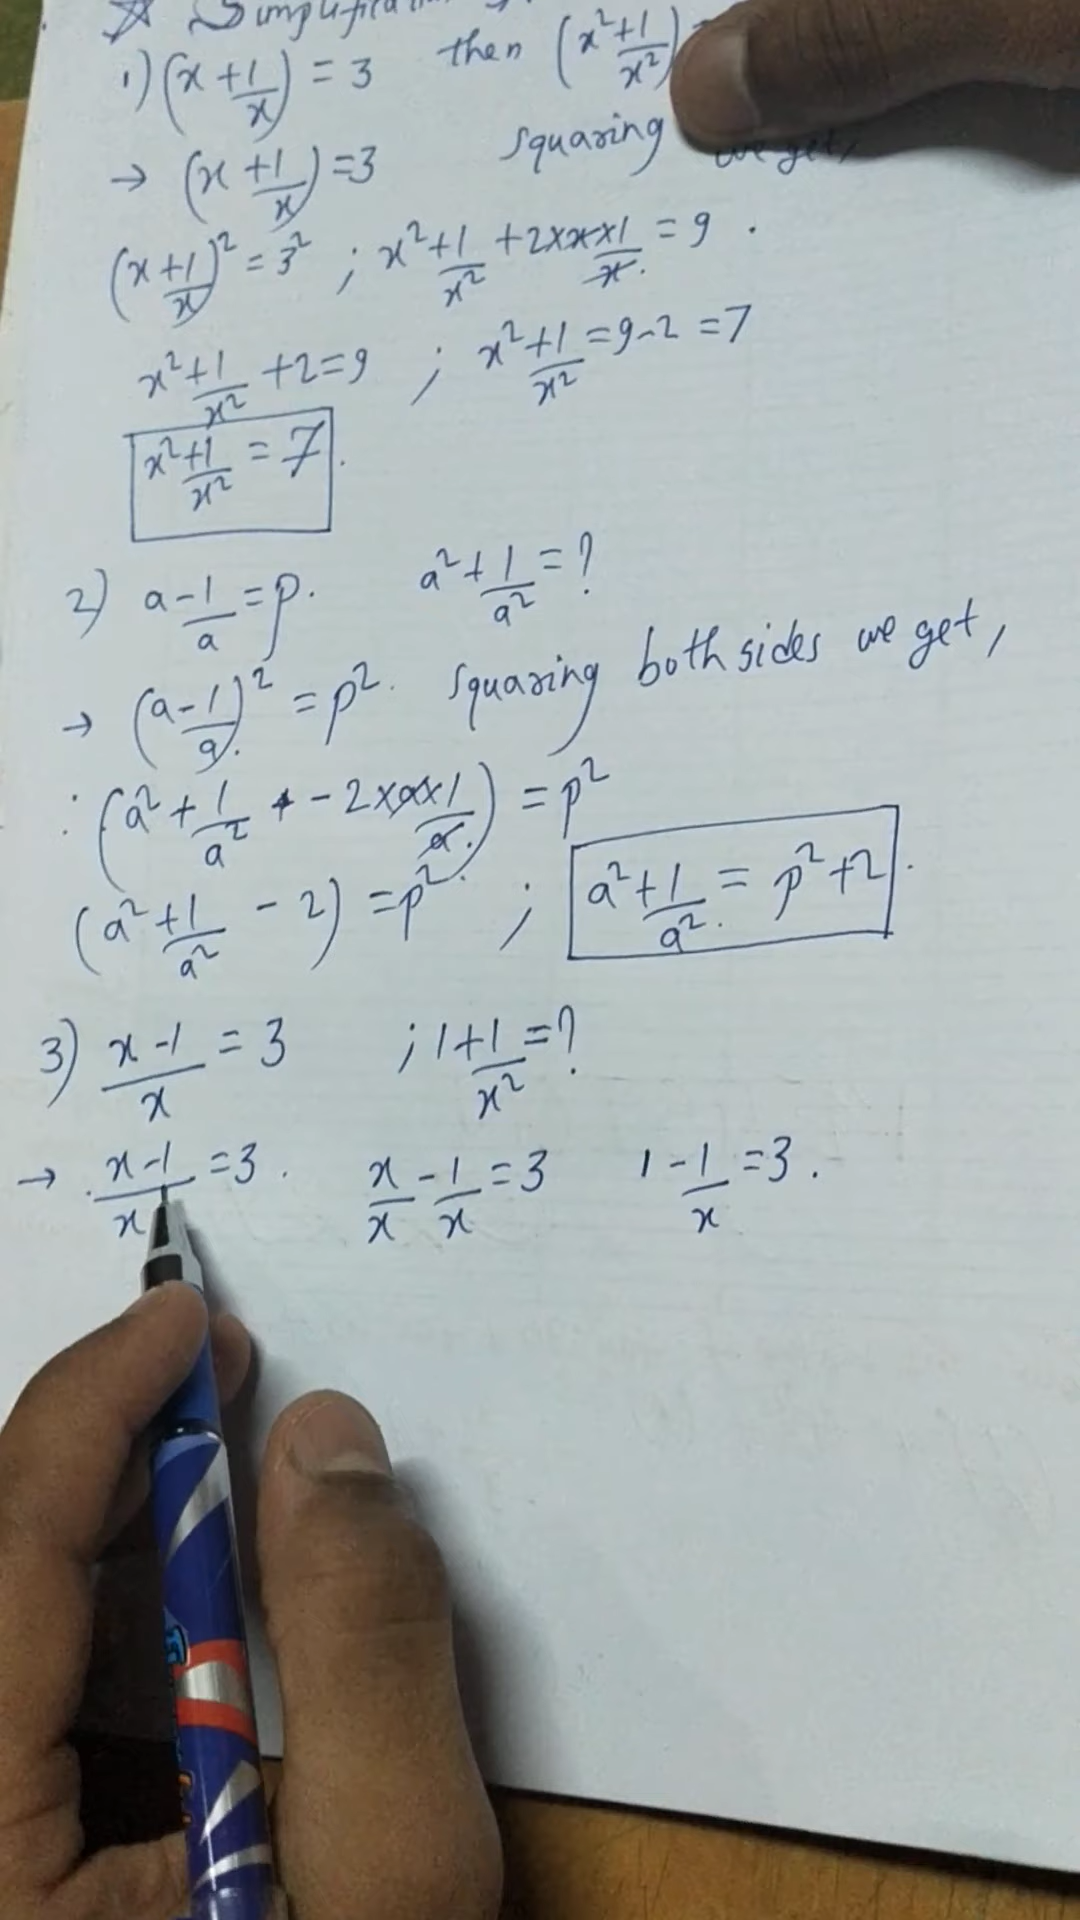 ☆ Simplification
1) (x + 1/x) = 3 then (x² + 1/x²) =
→ (x + 1/x) = 3 squaring we get,
(x + 1/x)² = 3² ; x² + 1/x² + 2×x×1/x = 9 .
x² + 1/x² + 2 = 9 ; x² + 1/x² = 9 - 2 = 7
x² + 1/x² = 7 .
2) a - 1/a = p. a² + 1/a² = ?
→ (a - 1/a)² = p². squaring both sides we get,
: (a² + 1/a² - 2×a×1/a) = p²
(a² + 1/a² - 2) = p². ; a² + 1/a² = p² + 2 .
3) (x - 1)/x = 3 ; 1 + 1/x² = ?
→ (x - 1)/x = 3 . x/x - 1/x = 3 1 - 1/x = 3 .